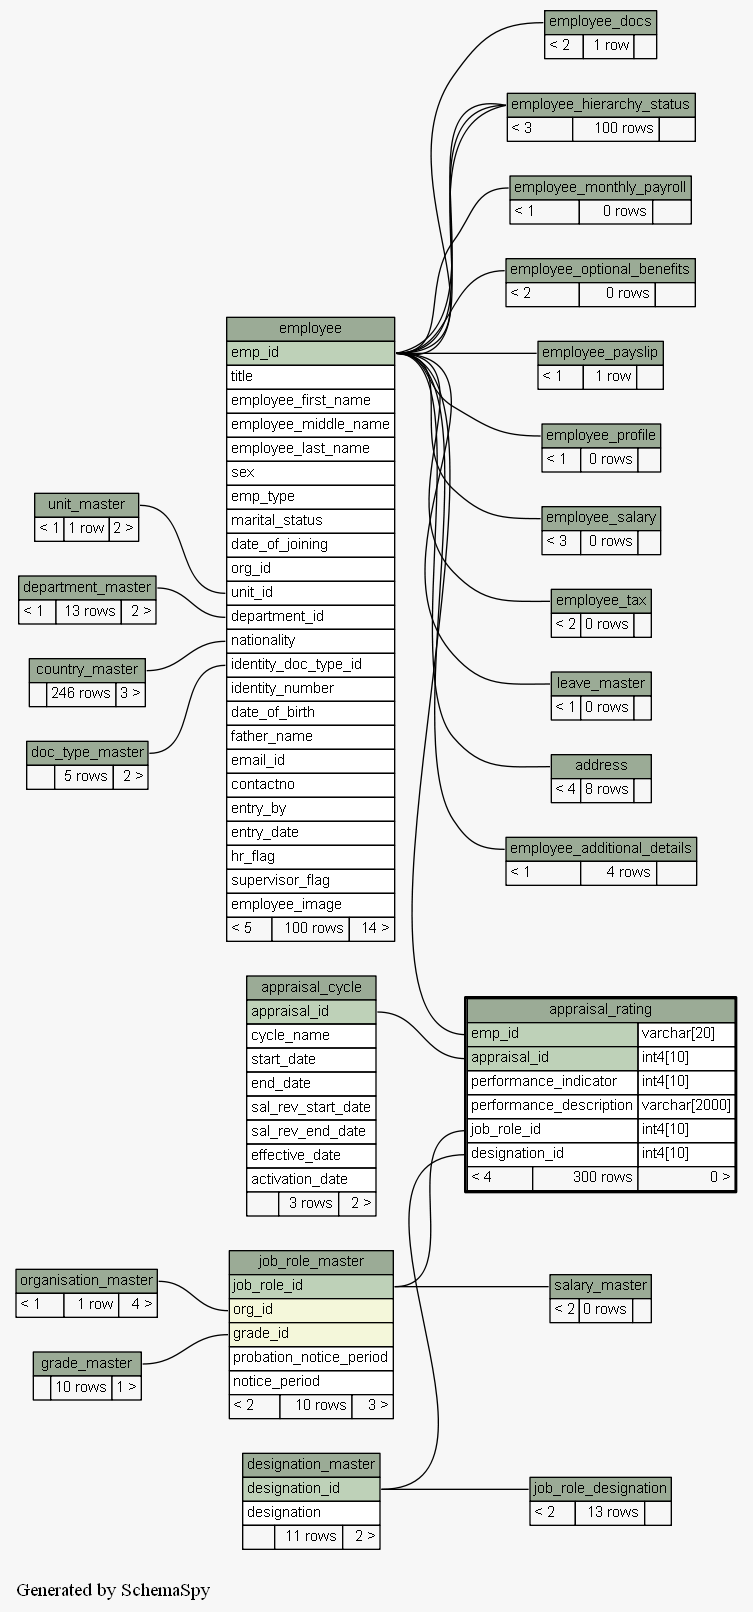 employee_docs
< 2 1 row
employee_hierarchy_status
< 3 100 rows
employee_monthly_payroll
< 1 0 rows
employee_optional_benefits
< 2 0 rows
employee_payslip
< 1 1 row
employee_profile
< 1 0 rows
employee_salary
< 3 0 rows
employee_tax
< 2 0 rows
leave_master
< 1 0 rows
address
< 4 8 rows
employee_additional_details
< 1 4 rows
employee
emp_id
title
employee_first_name
employee_middle_name
employee_last_name
sex
emp_type
marital_status
date_of_joining
org_id
unit_id
department_id
nationality
identity_doc_type_id
identity_number
date_of_birth
father_name
email_id
contactno
entry_by
entry_date
hr_flag
supervisor_flag
employee_image
< 5 100 rows 14 >
unit_master
< 1 1 row 2 >
department_master
< 1 13 rows 2 >
country_master
246 rows 3 >
doc_type_master
5 rows 2 >
appraisal_cycle
appraisal_id
cycle_name
start_date
end_date
sal_rev_start_date
sal_rev_end_date
effective_date
activation_date
3 rows 2 >
appraisal_rating
emp_id varchar[20]
appraisal_id int4[10]
performance_indicator int4[10]
performance_description varchar[2000]
job_role_id int4[10]
designation_id int4[10]
< 4 300 rows 0 >
job_role_master
job_role_id
org_id
grade_id
probation_notice_period
notice_period
< 2 10 rows 3 >
organisation_master
< 1 1 row 4 >
grade_master
10 rows 1 >
salary_master
< 2 0 rows
designation_master
designation_id
designation
11 rows 2 >
job_role_designation
< 2 13 rows
Generated by SchemaSpy